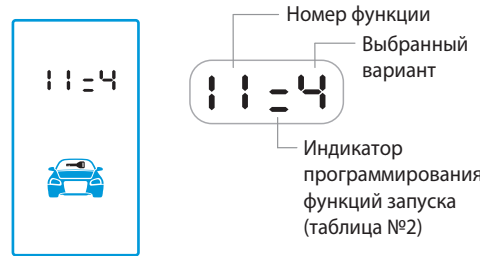 11=4
Номер функции
Выбранный
вариант
11=4
Индикатор
программирования
функций запуска
(таблица №2)